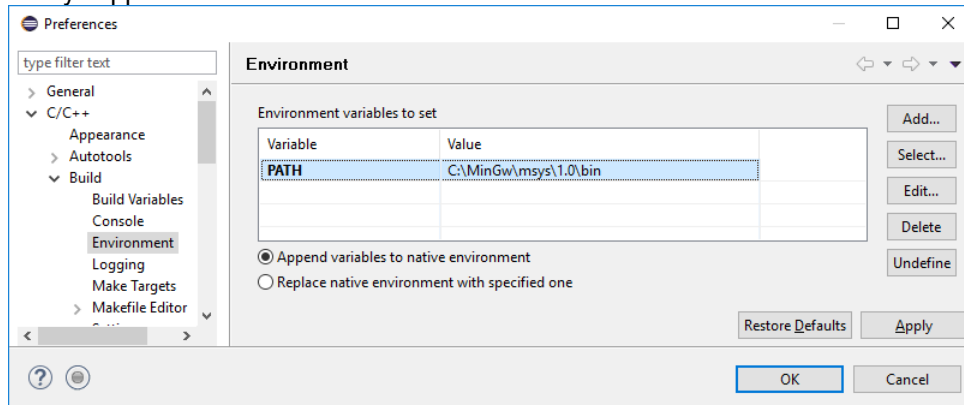 Preferences
type filter text
General
C/C++
Appearance
Autotools
Build
Build Variables
Console
Environment
Logging
Make Targets
Makefile Editor
Environment
Environment variables to set
Variable Value
PATH C:\MinGw\msys\1.0\bin
Append variables to native environment
Replace native environment with specified one
Add...
Select...
Edit...
Delete
Undefine
Restore Defaults Apply
OK Cancel